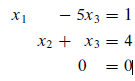 x₁ − 5x₃ = 1
x₂ + x₃ = 4
0 = 0